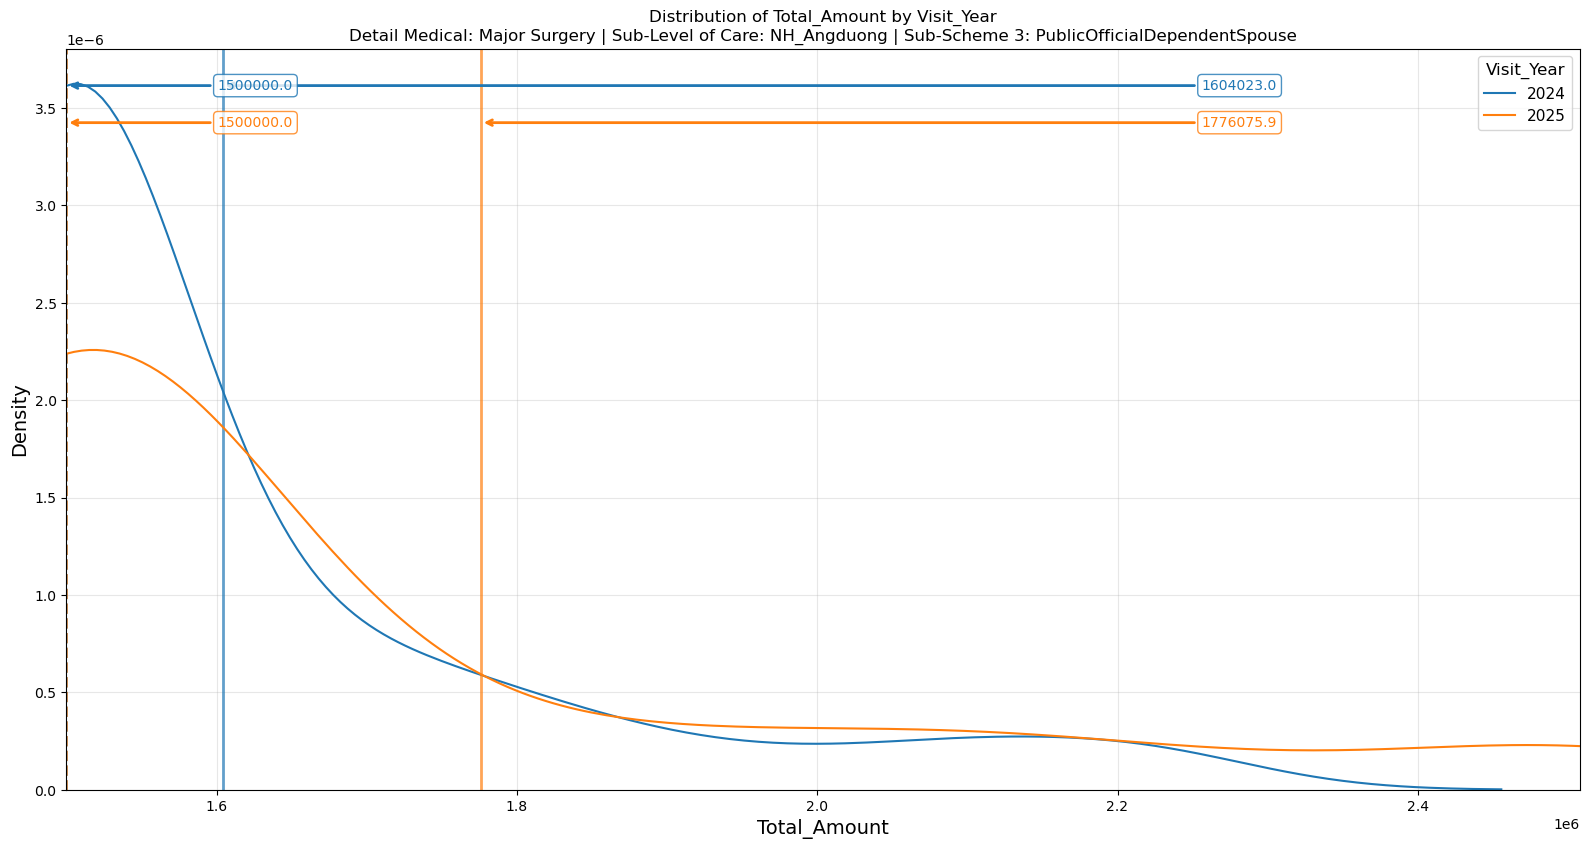 Distribution of Total_Amount by Visit_Year
Detail Medical: Major Surgery | Sub-Level of Care: NH_Angduong | Sub-Scheme 3: PublicOfficialDependentSpouse
1e−6
Visit_Year
2024
2025
1500000.0
1604023.0
1500000.0
1776075.9
3.5
3.0
2.5
2.0
1.5
1.0
0.5
0.0
Density
1.6
1.8
2.0
2.2
2.4
1e6
Total_Amount